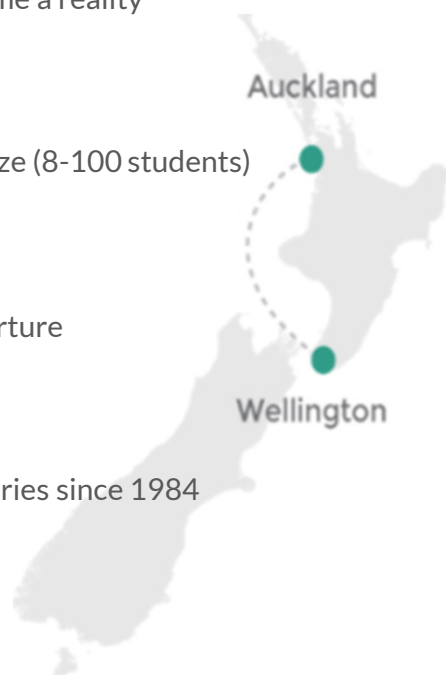 ne a reality
Auckland
ze (8-100 students)
rture
Wellington
ries since 1984